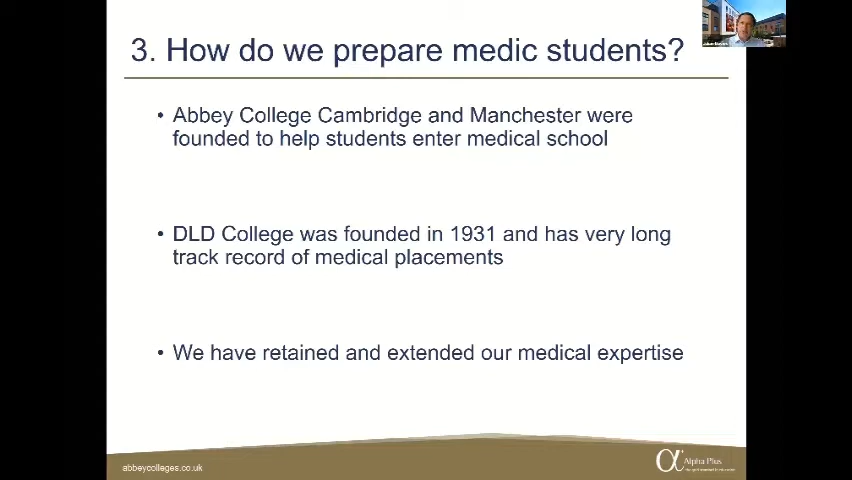 3. How do we prepare medic students?
• Abbey College Cambridge and Manchester were
founded to help students enter medical school
• DLD College was founded in 1931 and has very long
track record of medical placements
• We have retained and extended our medical expertise
abbeycolleges.co.uk
Alpha Plus